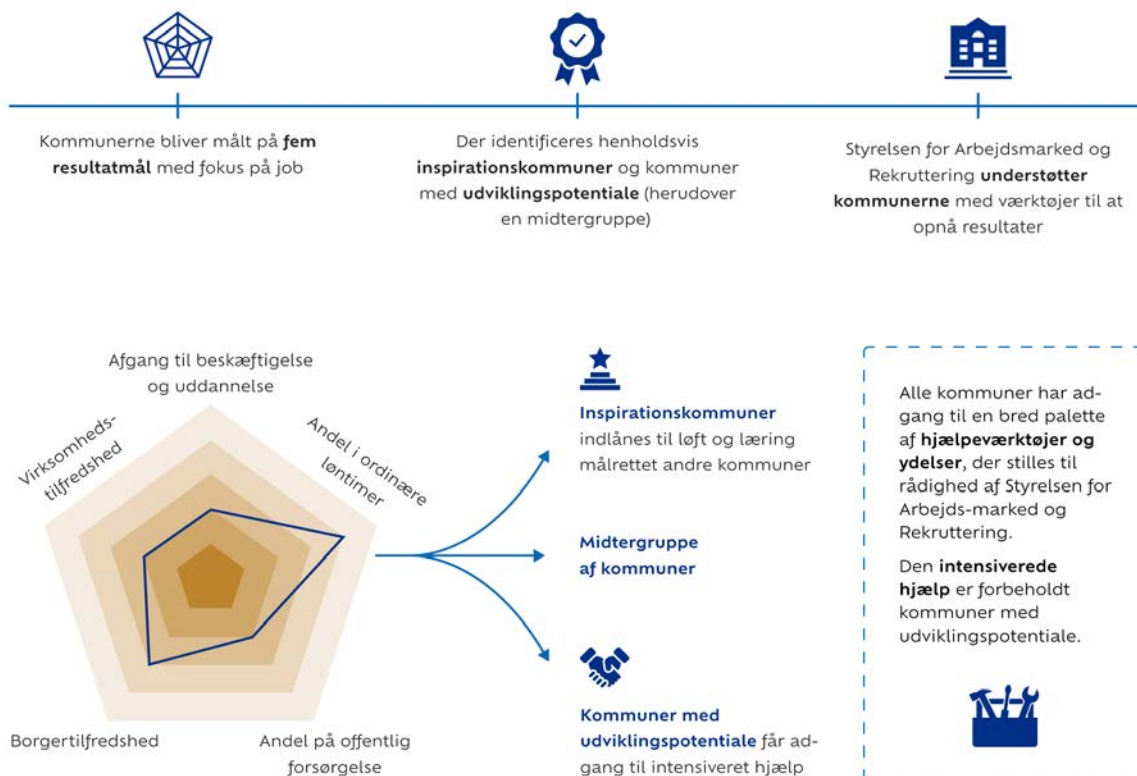 Kommunerne bliver målt på fem
resultatmål med fokus på job
Der identificeres henholdsvis
inspirationskommuner og kommuner
med udviklingspotentiale (herudover
en midtergruppe)
Styrelsen for Arbejdsmarked og
Rekruttering understøtter
kommunerne med værktøjer til at
opnå resultater
Afgang til beskæftigelse
og uddannelse
Virksomheds-
tilfredshed
Andel i ordinære
løntimer
Borgertilfredshed
Andel på offentlig
forsørgelse
Inspirationskommuner
indlånes til løft og læring
målrettet andre kommuner
Midtergruppe
af kommuner
Kommuner med
udviklingspotentiale får ad-
gang til intensiveret hjælp
Alle kommuner har ad-
gang til en bred palette
af hjælpeværktøjer og
ydelser, der stilles til
rådighed af Styrelsen for
Arbejds-marked og
Rekruttering.
Den intensiverede
hjælp er forbeholdt
kommuner med
udviklingspotentiale.